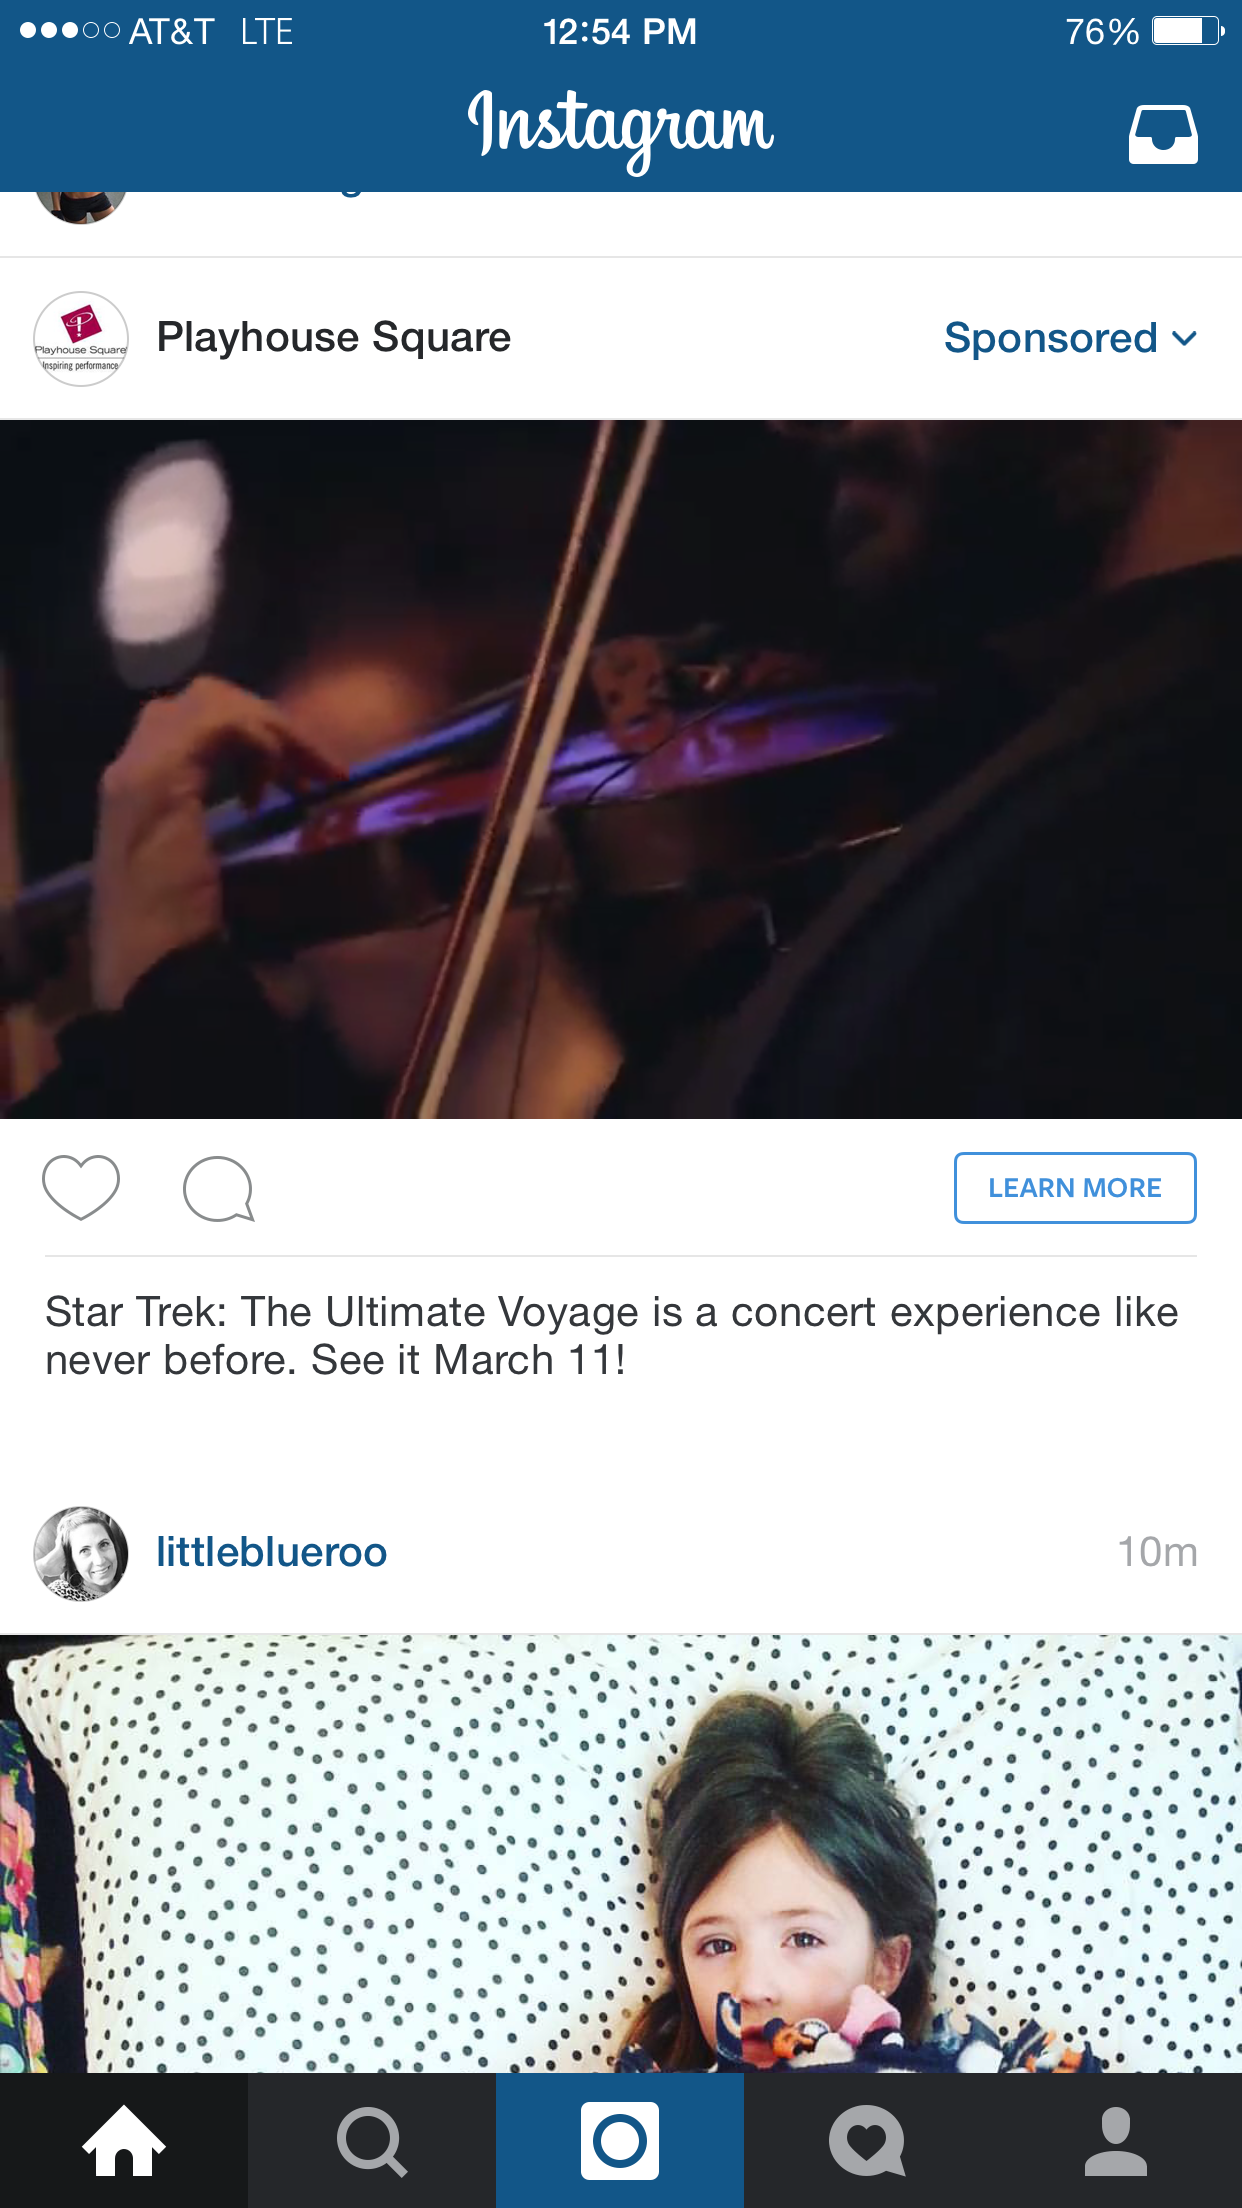 AT&T LTE 12:54 PM 76%
Instagram
Playhouse Square
Inspiring performance
Playhouse Square
Sponsored
LEARN MORE
Star Trek: The Ultimate Voyage is a concert experience like
never before. See it March 11!
littleblueroo
10m